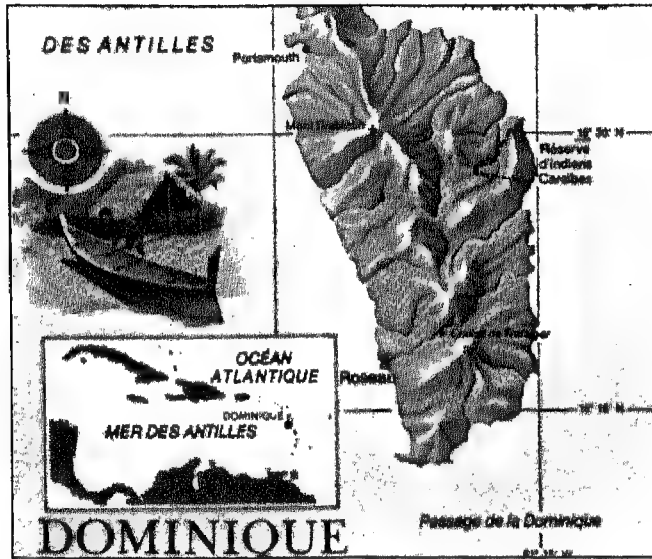 DES ANTILLES
Portsmouth
N
Réserve
d'Indiens
Caraïbes
Roseau
OCÉAN
ATLANTIQUE
DOMINIQUE
MER DES ANTILLES
DOMINIQUE
Passage de la Dominique